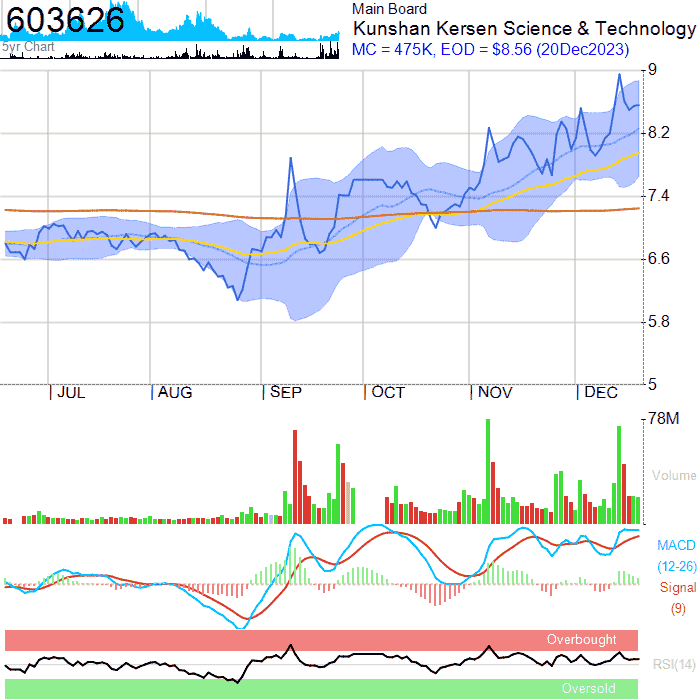 603626
5yr Chart
Main Board
Kunshan Kersen Science & Technology
MC = 475K, EOD = $8.56 (20Dec2023)
9
8.2
7.4
6.6
5.8
5
JUL AUG SEP OCT NOV DEC
78M
Volume
MACD
(12-26)
Signal
(9)
Overbought
RSI(14)
Oversold